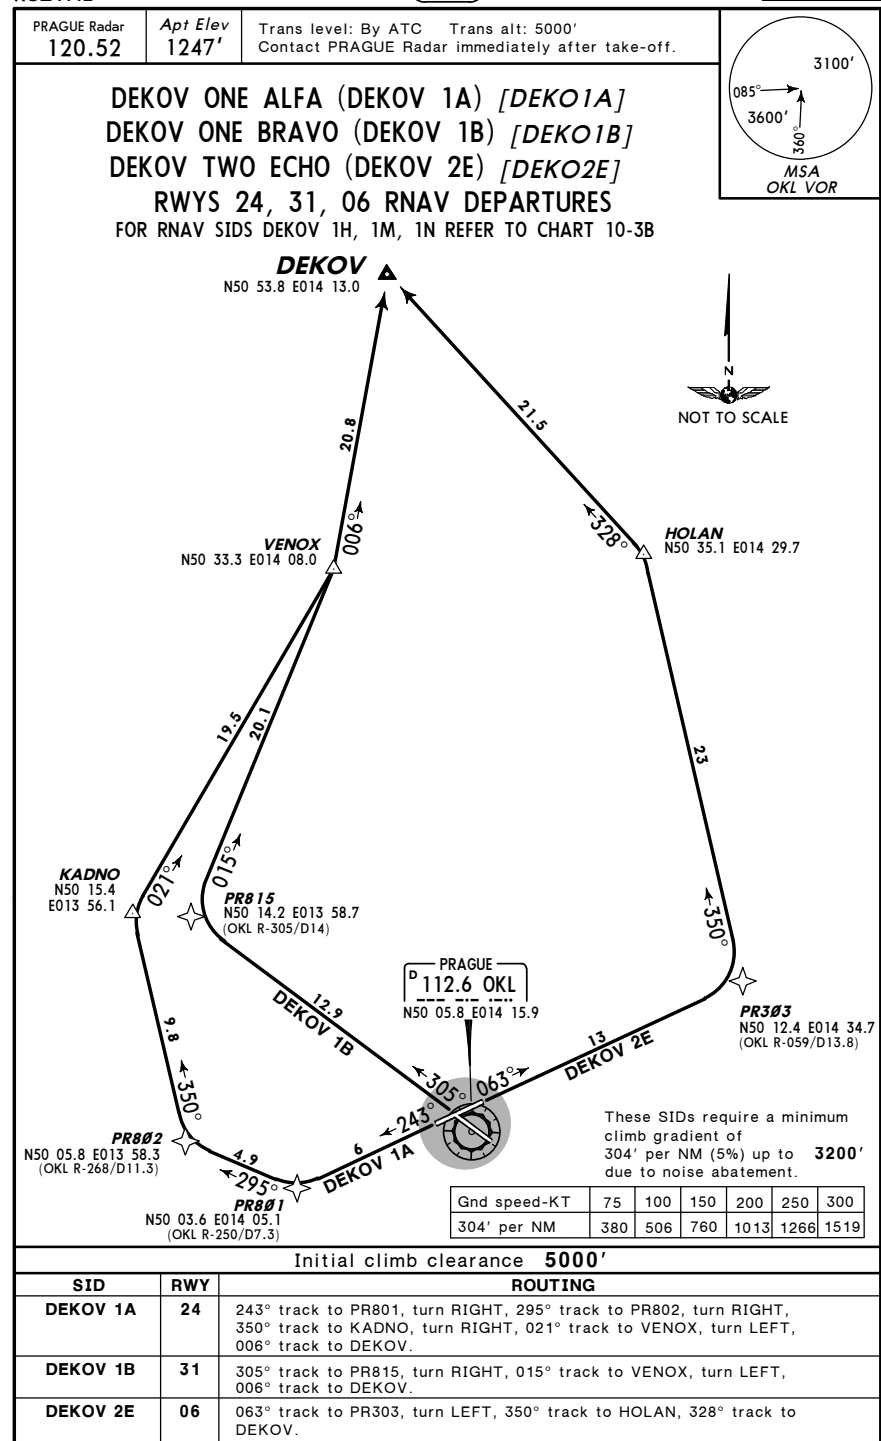 PRAGUE Radar
120.52
Apt Elev
1247'
Trans level: By ATC Trans alt: 5000'
Contact PRAGUE Radar immediately after take-off.
3100'
085°
3600'
360°
MSA
OKL VOR
DEKOV ONE ALFA (DEKOV 1A) [DEKO1A]
DEKOV ONE BRAVO (DEKOV 1B) [DEKO1B]
DEKOV TWO ECHO (DEKOV 2E) [DEKO2E]
RWYS 24, 31, 06 RNAV DEPARTURES
FOR RNAV SIDS DEKOV 1H, 1M, 1N REFER TO CHART 10-3B
DEKOV
N50 53.8 E014 13.0
N
NOT TO SCALE
20.8
21.5
006°
328°
VENOX
N50 33.3 E014 08.0
HOLAN
N50 35.1 E014 29.7
19.5
20.1
23
021°
015°
350°
KADNO
N50 15.4
E013 56.1
PR815
N50 14.2 E013 58.7
(OKL R-305/D14)
PRAGUE
D 112.6 OKL
N50 05.8 E014 15.9
PR3Ø3
N50 12.4 E014 34.7
(OKL R-059/D13.8)
12.9
DEKOV 1B
13
DEKOV 2E
9.8
350°
305°
063°
243°
6
DEKOV 1A
PR8Ø2
N50 05.8 E013 58.3
(OKL R-268/D11.3)
4.9
295°
PR8Ø1
N50 03.6 E014 05.1
(OKL R-250/D7.3)
These SIDs require a minimum
climb gradient of
304' per NM (5%) up to 3200'
due to noise abatement.
Gnd speed-KT 75 100 150 200 250 300
304' per NM 380 506 760 1013 1266 1519
Initial climb clearance 5000'
SID RWY ROUTING
DEKOV 1A 24 243° track to PR801, turn RIGHT, 295° track to PR802, turn RIGHT,
350° track to KADNO, turn RIGHT, 021° track to VENOX, turn LEFT,
006° track to DEKOV.
DEKOV 1B 31 305° track to PR815, turn RIGHT, 015° track to VENOX, turn LEFT,
006° track to DEKOV.
DEKOV 2E 06 063° track to PR303, turn LEFT, 350° track to HOLAN, 328° track to
DEKOV.